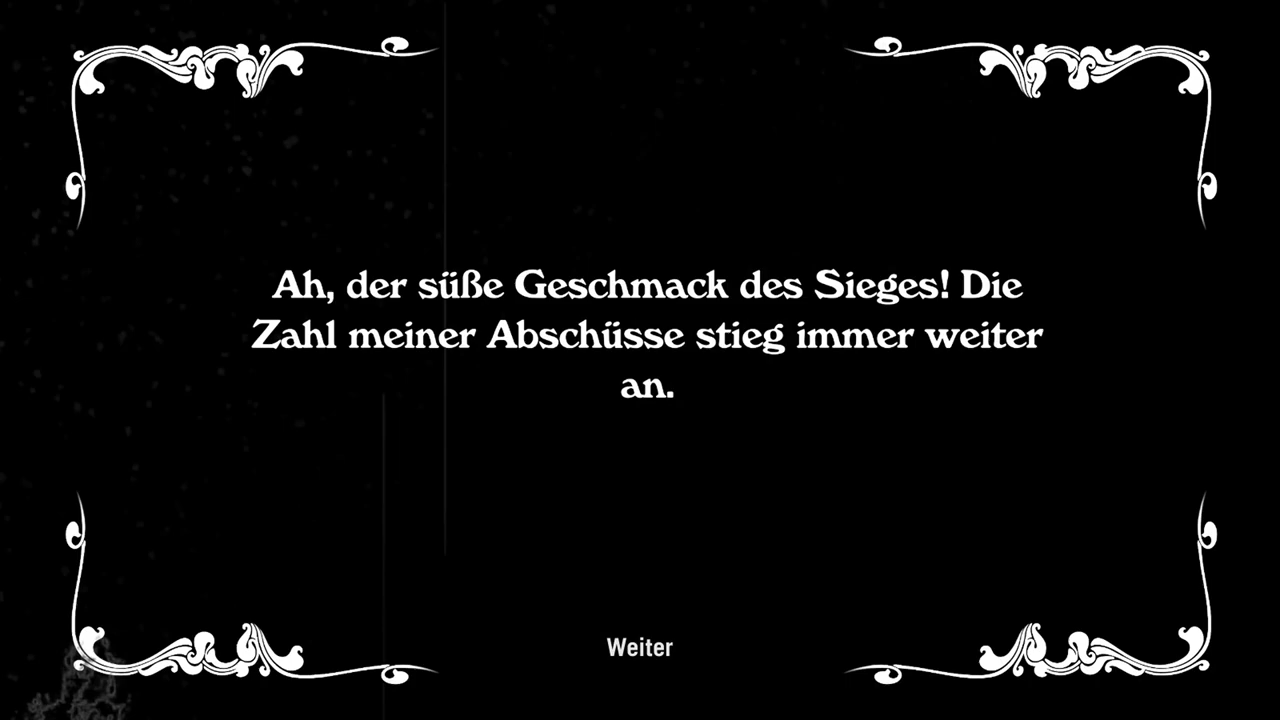 Ah, der süße Geschmack des Sieges! Die
Zahl meiner Abschüsse stieg immer weiter
an.
Weiter